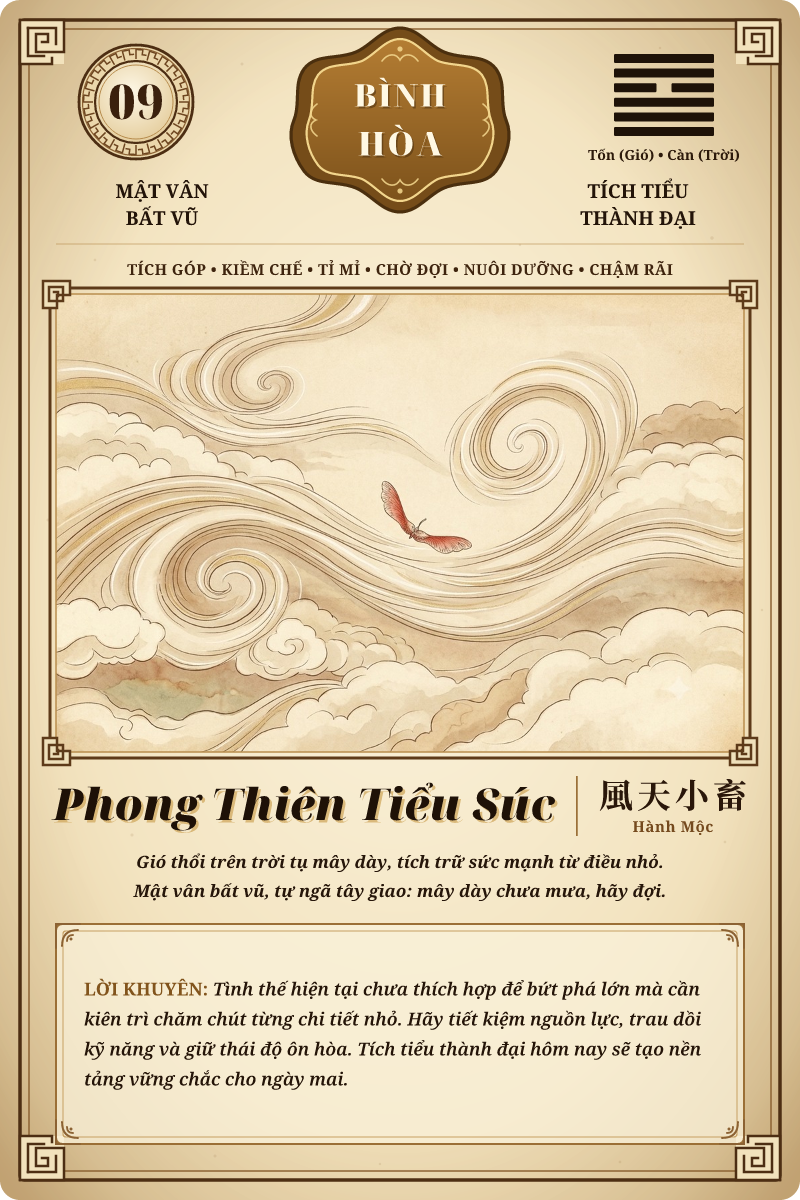 09
BÌNH
HÒA
Tốn (Gió) • Càn (Trời)
MẬT VÂN
BẤT VŨ
TÍCH TIỂU
THÀNH ĐẠI
TÍCH GÓP • KIỀM CHẾ • TỈ MỈ • CHỜ ĐỢI • NUÔI DƯỠNG • CHẬM RÃI
Phong Thiên Tiểu Súc
風天小畜
Hành Mộc
Gió thổi trên trời tụ mây dày, tích trữ sức mạnh từ điều nhỏ.
Mật vân bất vũ, tự ngã tây giao: mây dày chưa mưa, hãy đợi.
LỜI KHUYÊN: Tình thế hiện tại chưa thích hợp để bứt phá lớn mà cần
kiên trì chăm chút từng chi tiết nhỏ. Hãy tiết kiệm nguồn lực, trau dồi
kỹ năng và giữ thái độ ôn hòa. Tích tiểu thành đại hôm nay sẽ tạo nền
tảng vững chắc cho ngày mai.